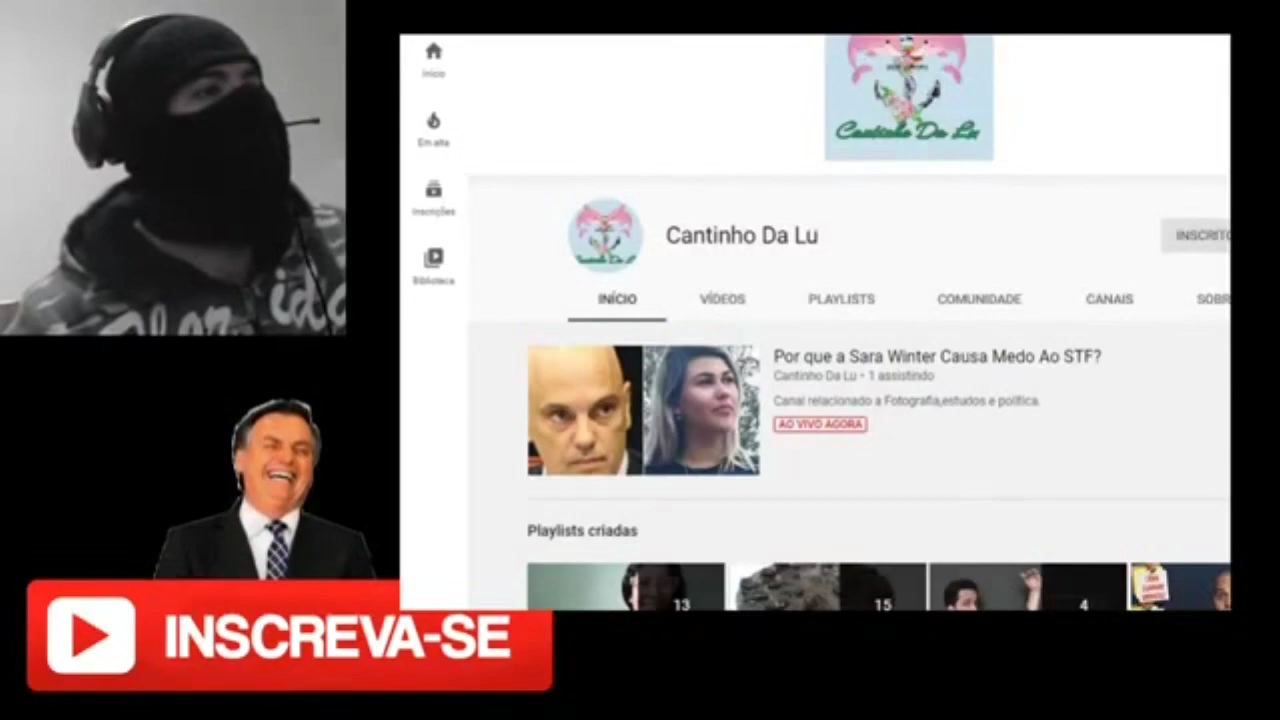 Início
Em alta
Inscrições
Biblioteca
Cantinho Da Lu
Cantinho Da Lu
INSCRITO
INÍCIO
VÍDEOS
PLAYLISTS
COMUNIDADE
CANAIS
SOBR
Por que a Sara Winter Causa Medo Ao STF?
Cantinho Da Lu • 1 assistindo
Canal relacionado a Fotografia,estudos e política.
AO VIVO AGORA
Playlists criadas
13
15
4
INSCREVA-SE